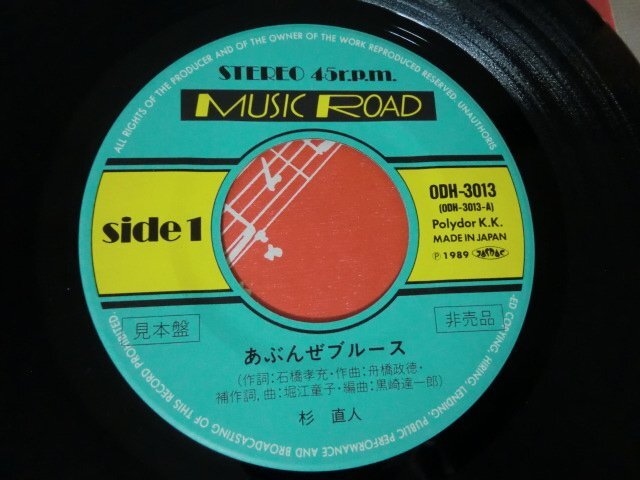 ALL RIGHTS OF THE PRODUCER AND OF THE OWNER OF THE WORK REPRODUCED RESERVED. UNAUTHORIS
-ED COPYING, HIRING, LENDING, PUBLIC PERFORMANCE AND BROADCASTING OF THIS RECORD PROHIBITED
STEREO 45r.p.m.
MUSIC ROAD
side 1
ODH-3013
(ODH-3013-A)
Polydor K.K.
MADE IN JAPAN
Ⓟ 1989
見本盤
非売品
あぶんぜブルース
(作詞:石橋孝充・作曲:舟橋政徳・
補作詞,曲:堀江童子・編曲:黒崎達一郎)
杉 直人